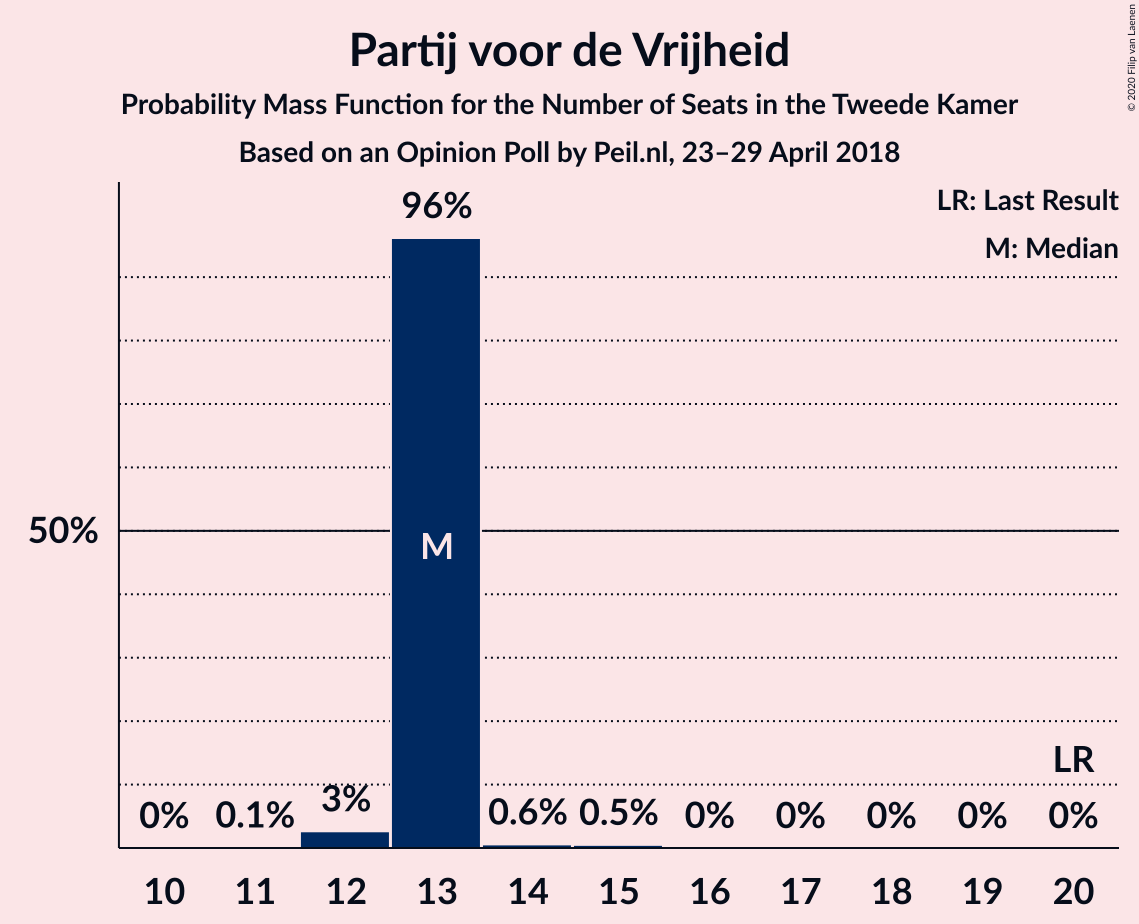 Partij voor de Vrijheid
Probability Mass Function for the Number of Seats in the Tweede Kamer
Based on an Opinion Poll by Peil.nl, 23–29 April 2018
© 2020 Filip van Laenen
LR: Last Result
M: Median
96%
50%
M
LR
0% 0.1% 3% 0.6% 0.5% 0% 0% 0% 0% 0%
10 11 12 13 14 15 16 17 18 19 20